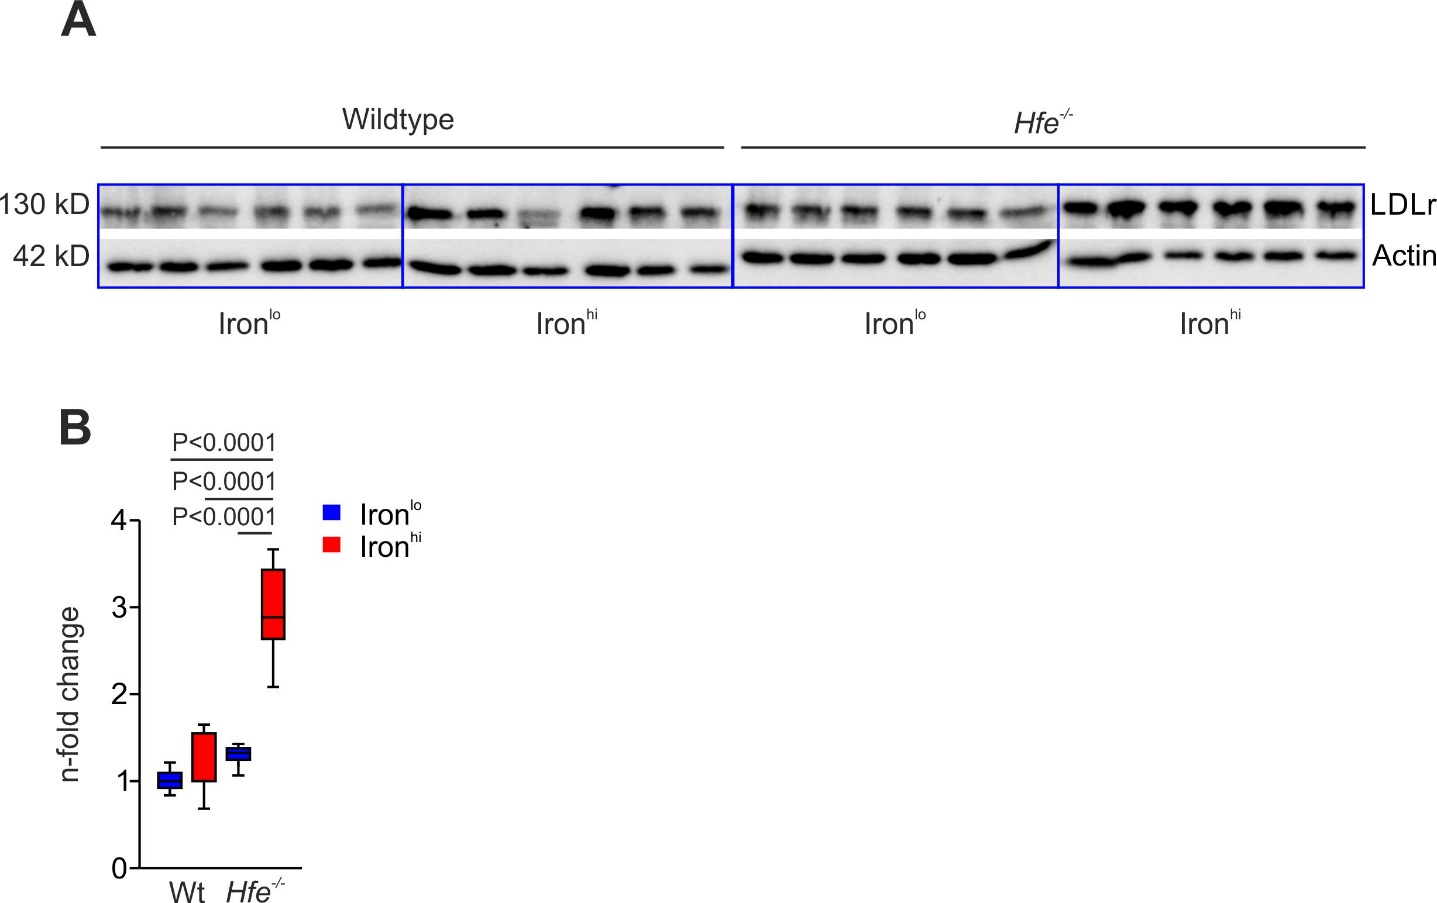 A
Wildtype
Hfe-/-
130 kD
LDLr
42 kD
Actin
Ironlo
Ironhi
Ironlo
Ironhi
B
P<0.0001
P<0.0001
P<0.0001
Ironlo
Ironhi
4
3
2
1
0
n-fold change
Wt
Hfe-/-